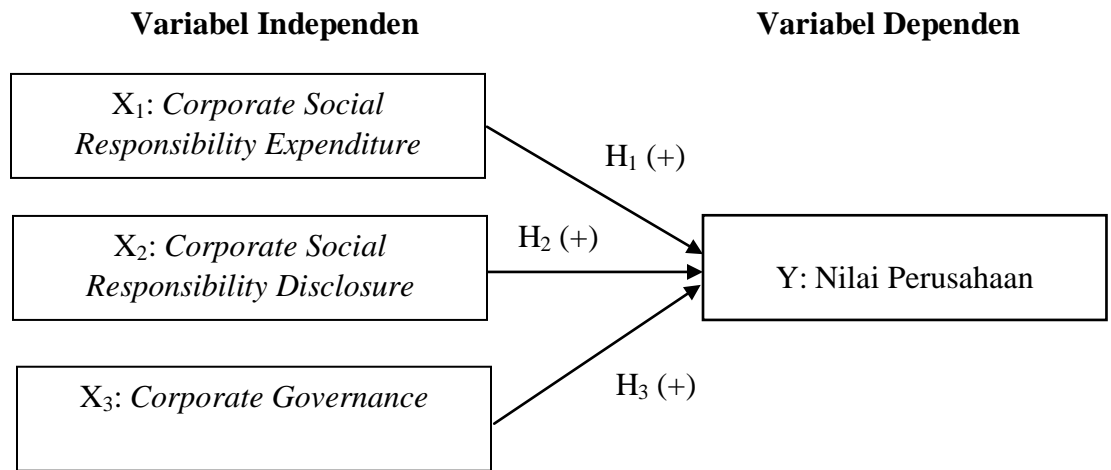 Variabel Independen
Variabel Dependen
X₁: Corporate Social
Responsibility Expenditure
H₁ (+)
X₂: Corporate Social
Responsibility Disclosure
H₂ (+)
Y: Nilai Perusahaan
X₃: Corporate Governance
H₃ (+)